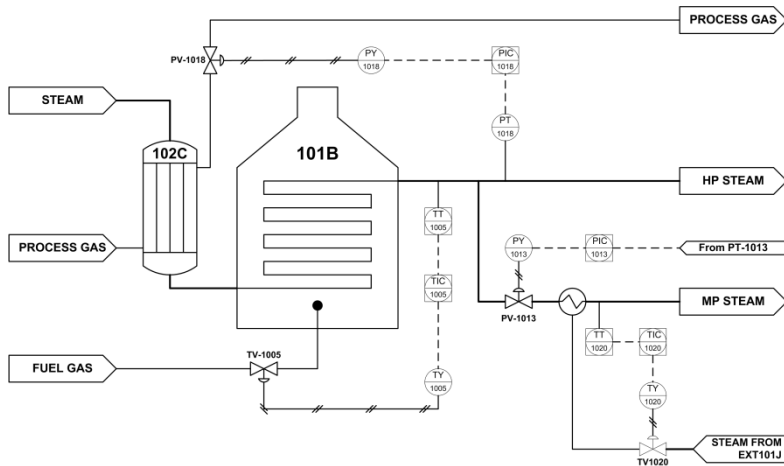 PROCESS GAS
PV-1018
PY
1018
PIC
1018
STEAM
PT
1018
102C
101B
HP STEAM
TT
1005
PROCESS GAS
PY
1013
PIC
1013
From PT-1013
TIC
1005
MP STEAM
PV-1013
TT
1020
TIC
1020
TV-1005
FUEL GAS
TY
1005
TY
1020
STEAM FROM
EXT101J
TV1020